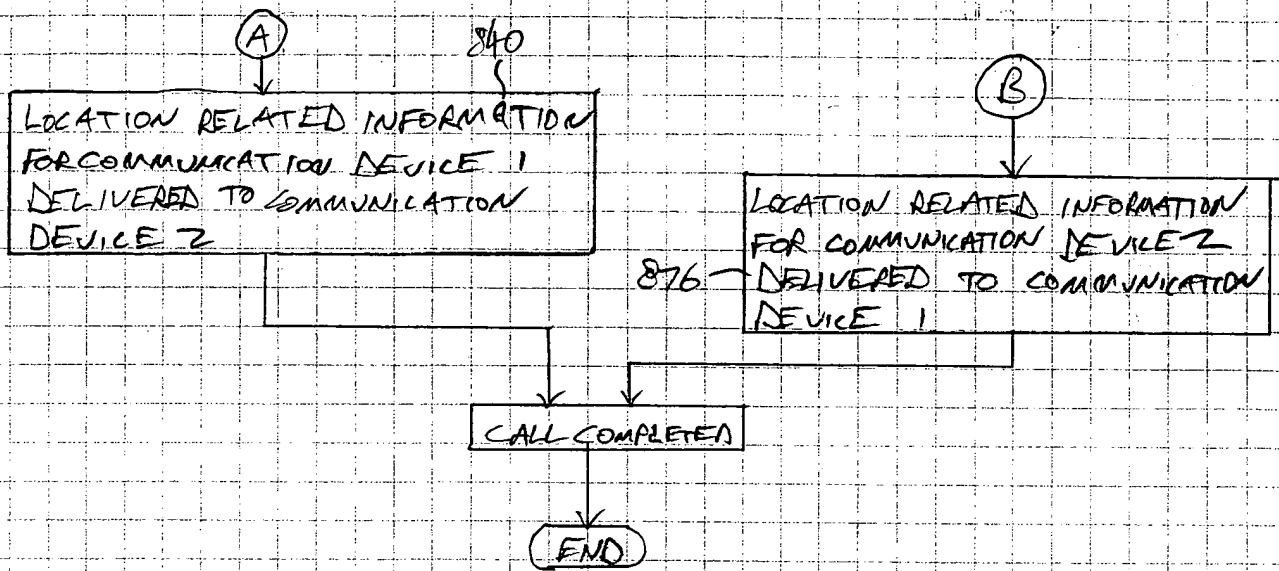 A
840
LOCATION RELATED INFORMATION
FOR COMMUNICATION DEVICE 1
DELIVERED TO COMMUNICATION
DEVICE 2
B
LOCATION RELATED INFORMATION
FOR COMMUNICATION DEVICE 2
876
DELIVERED TO COMMUNICATION
DEVICE 1
CALL COMPLETED
END